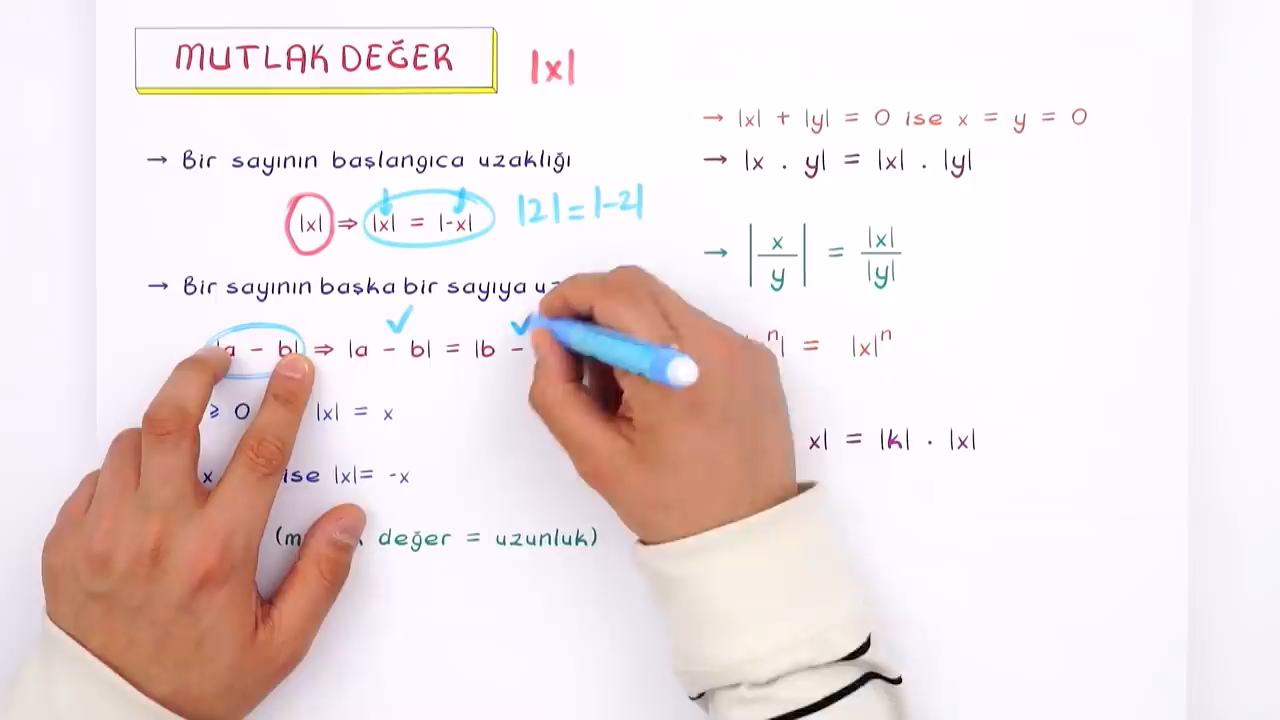 MUTLAK DEĞER |x|
→ Bir sayının başlangıca uzaklığı
|x| ⇒ |x| = |-x| |2| = |-2|
→ Bir sayının başka bir sayıya
|a - b| ⇒ |a - b| = |b -
≥ 0 |x| = x
x ise |x| = -x
değer = uzunluk)
→ |x| + |y| = 0 ise x = y = 0
→ |x . y| = |x| . |y|
→ |x/y| = |x|/|y|
ⁿ| = |x|ⁿ
x| = |k| . |x|